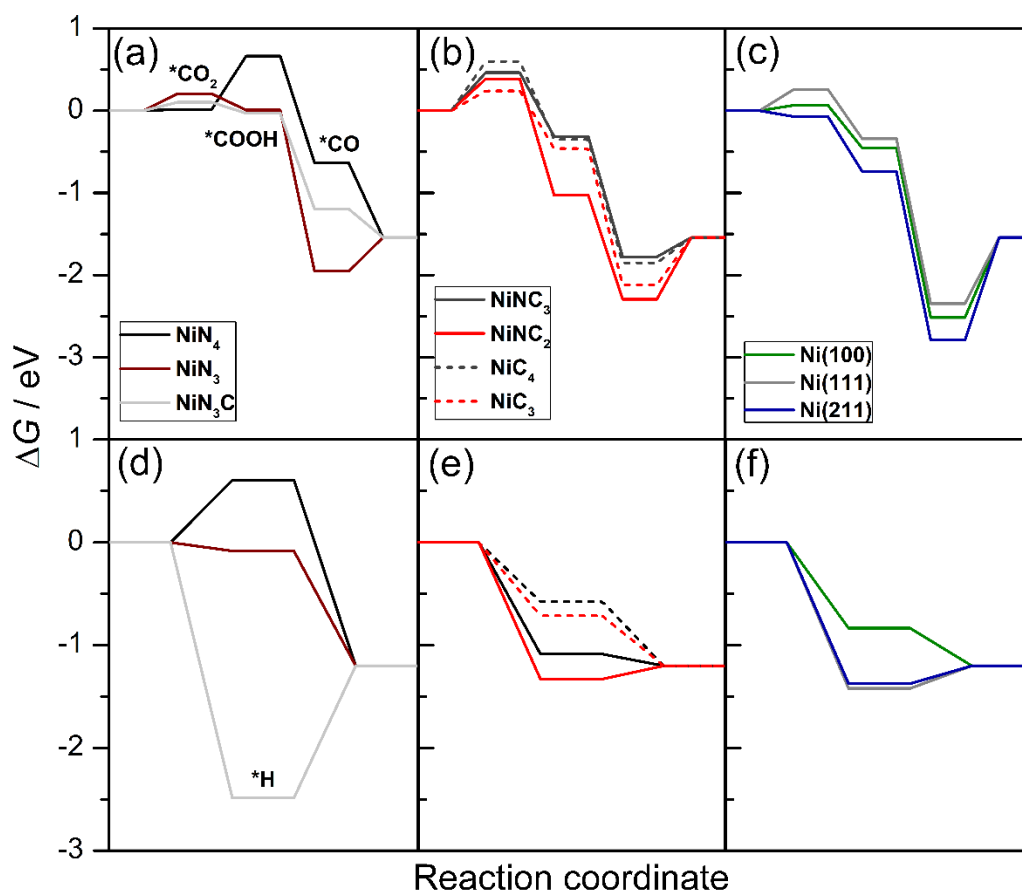 1
0
-1
-2
-3
1
0
-1
-2
-3
ΔG / eV
(a)
*CO₂
*COOH
*CO
NiN₄
NiN₃
NiN₃C
(b)
NiNC₃
NiNC₂
NiC₄
NiC₃
(c)
Ni(100)
Ni(111)
Ni(211)
(d)
*H
(e)
(f)
Reaction coordinate